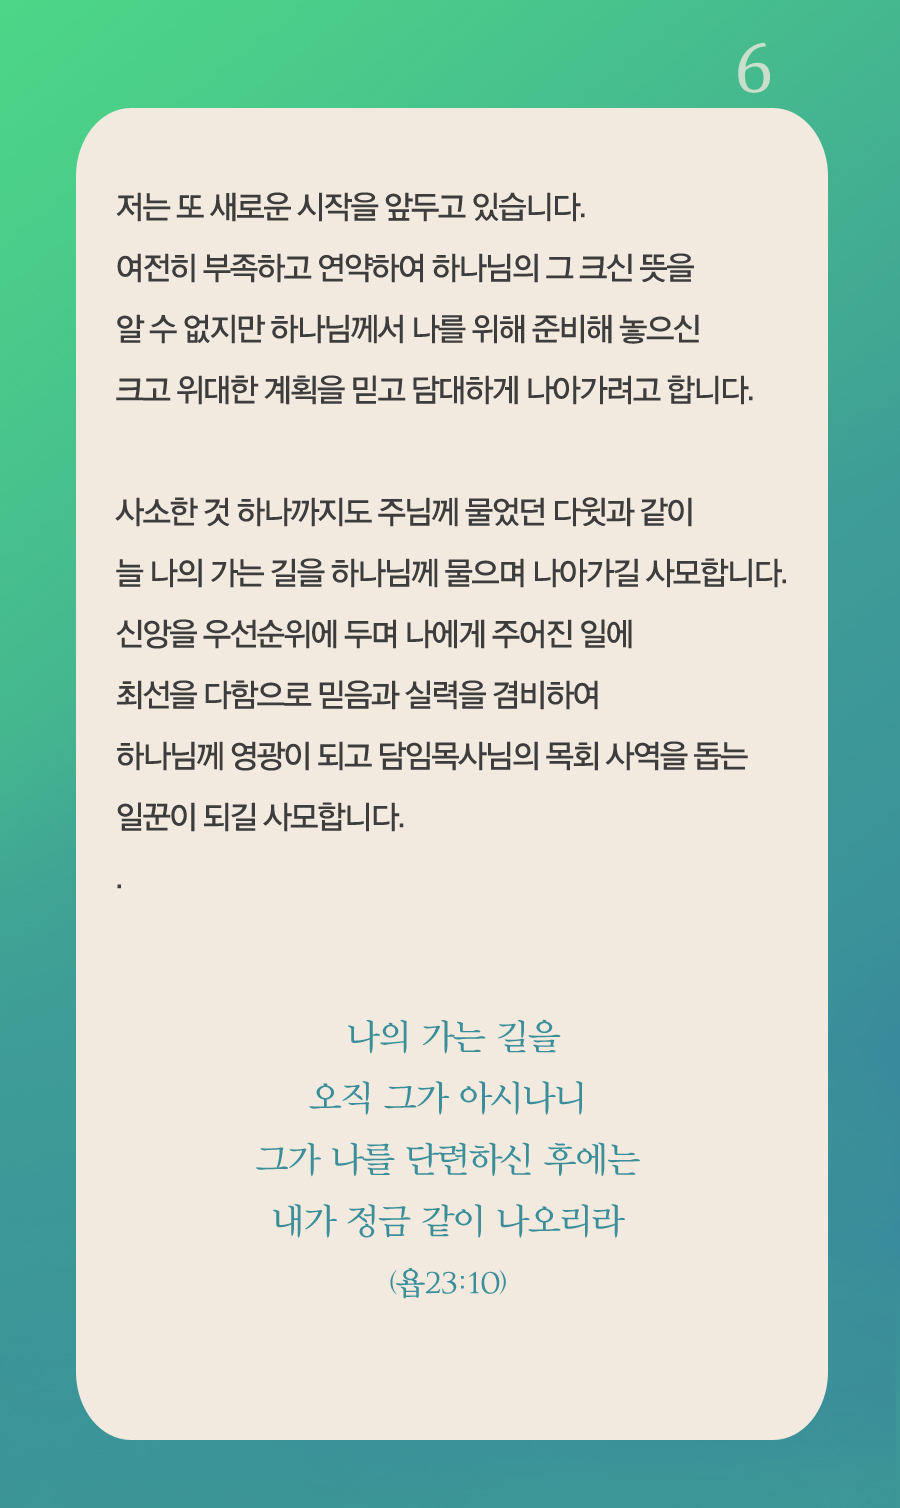 6
저는 또 새로운 시작을 앞두고 있습니다.
여전히 부족하고 연약하여 하나님의 그 크신 뜻을
알 수 없지만 하나님께서 나를 위해 준비해 놓으신
크고 위대한 계획을 믿고 담대하게 나아가려고 합니다.
사소한 것 하나까지도 주님께 물었던 다윗과 같이
늘 나의 가는 길을 하나님께 물으며 나아가길 사모합니다.
신앙을 우선순위에 두며 나에게 주어진 일에
최선을 다함으로 믿음과 실력을 겸비하여
하나님께 영광이 되고 담임목사님의 목회 사역을 돕는
일꾼이 되길 사모합니다.
.
나의 가는 길을
오직 그가 아시나니
그가 나를 단련하신 후에는
내가 정금 같이 나오리라
(욥23:10)